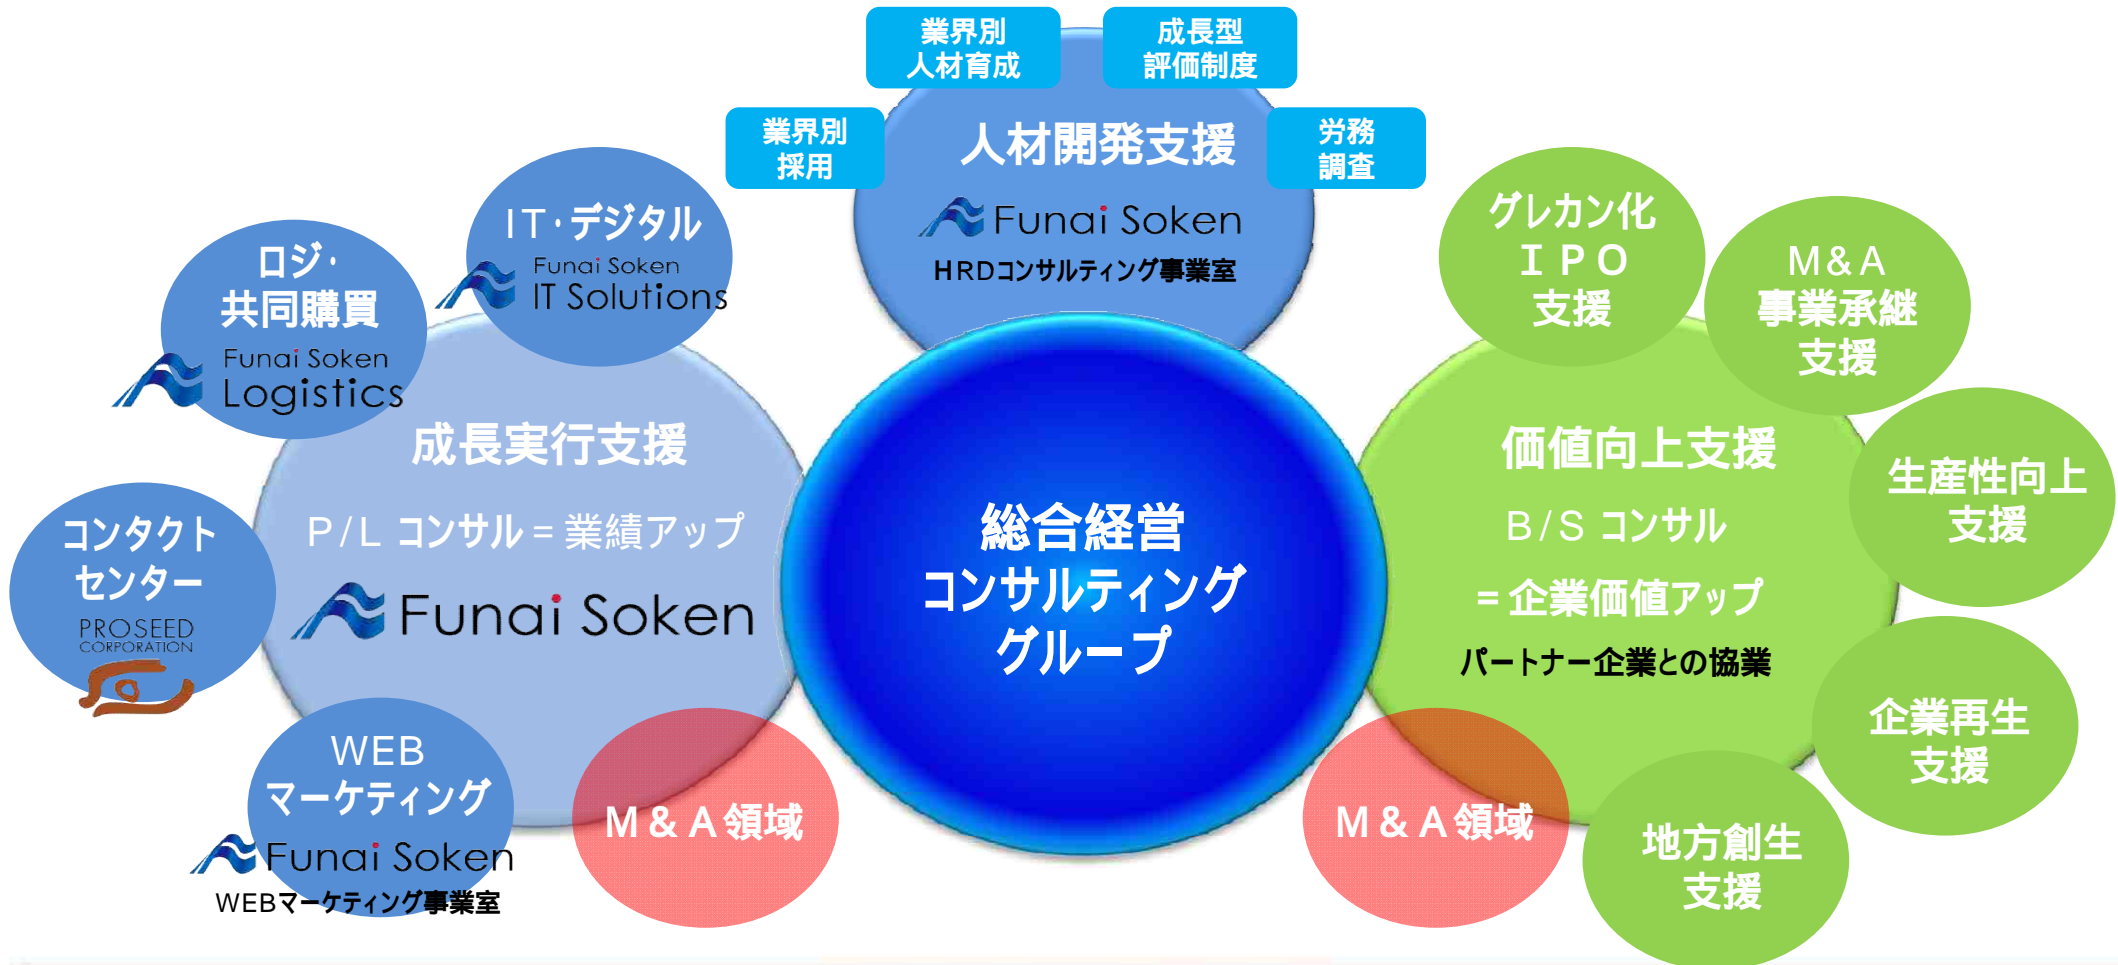 業界別
人材育成
成長型
評価制度
業界別
採用
人材開発支援
労務
調査
Funai Soken
HRDコンサルティング事業室
IT・デジタル
Funai Soken
IT Solutions
ロジ・
共同購買
Funai Soken
Logistics
成長実行支援
P/L コンサル = 業績アップ
Funai Soken
コンタクト
センター
PROSEED
CORPORATION
WEB
マーケティング
Funai Soken
WEBマーケティング事業室
M&A領域
総合経営
コンサルティング
グループ
グレカン化
IPO
支援
M&A
事業承継
支援
価値向上支援
B/S コンサル
=企業価値アップ
パートナー企業との協業
生産性向上
支援
企業再生
支援
地方創生
支援
M&A領域